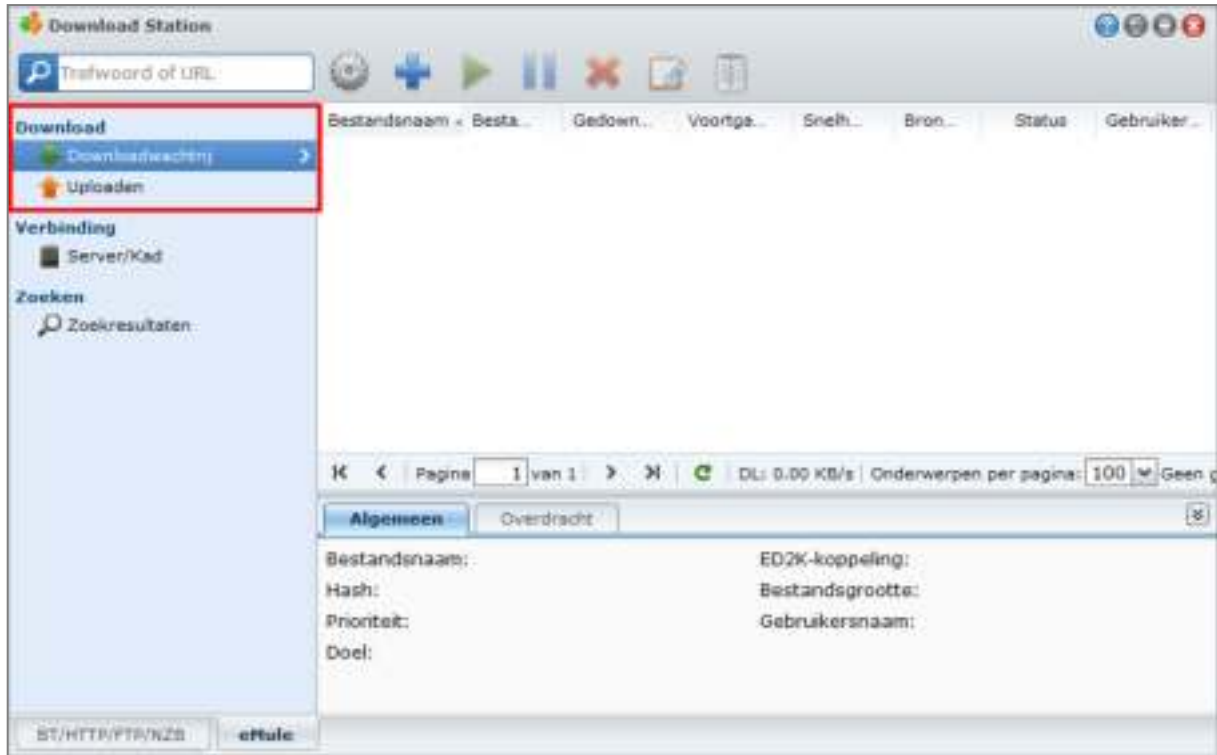 Download Station
Trefwoord of URL
Download
Downloadwachtrij
Uploaden
Verbinding
Server/Kad
Zoeken
Zoekresultaten
Bestandsnaam Besta... Gedown... Voortga... Snelh... Bron... Status Gebruiker...
Pagina 1 van 1 DL: 0.00 KB/s Onderwerpen per pagina: 100 Geen g
Algemeen Overdracht
Bestandsnaam: ED2K-koppeling:
Hash: Bestandsgrootte:
Prioriteit: Gebruikersnaam:
Doel:
BT/HTTP/FTP/NZB eMule